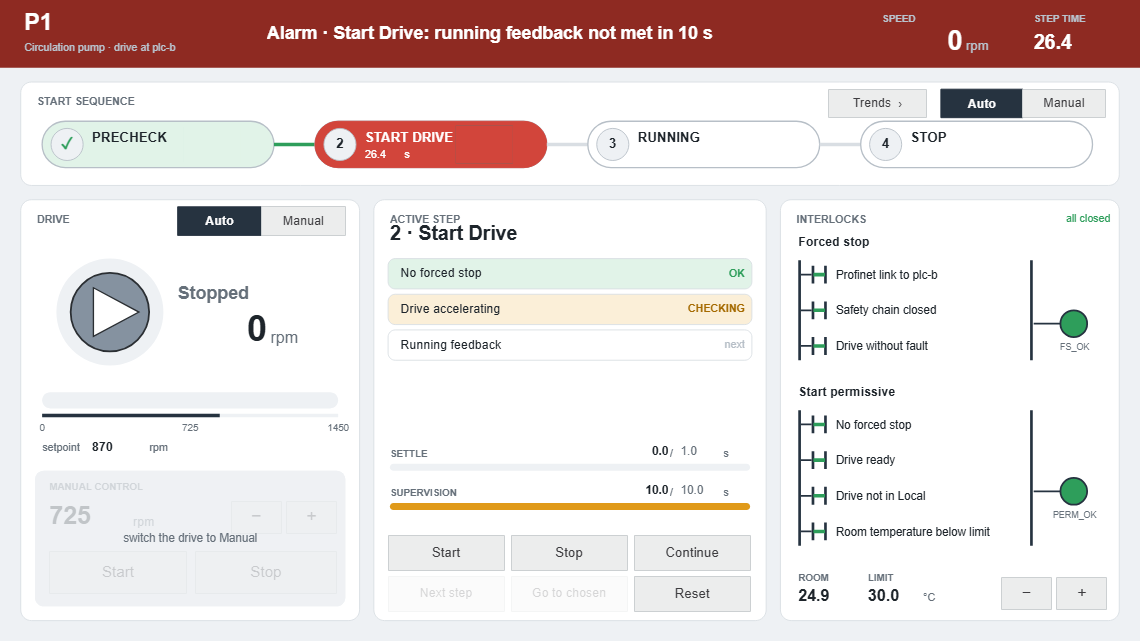 P1
Circulation pump · drive at plc-b
Alarm · Start Drive: running feedback not met in 10 s
SPEED
0 rpm
STEP TIME
26.4
START SEQUENCE
Trends ›
Auto
Manual
✓ PRECHECK
2 START DRIVE
26.4 s
3 RUNNING
4 STOP
DRIVE
Auto
Manual
Stopped
0 rpm
0 725 1450
setpoint 870 rpm
MANUAL CONTROL
725 rpm
− +
switch the drive to Manual
Start Stop
ACTIVE STEP
2 · Start Drive
No forced stop OK
Drive accelerating CHECKING
Running feedback next
SETTLE 0.0 / 1.0 s
SUPERVISION 10.0 / 10.0 s
Start Stop Continue
Next step Go to chosen Reset
INTERLOCKS all closed
Forced stop
Profinet link to plc-b
Safety chain closed
Drive without fault
FS_OK
Start permissive
No forced stop
Drive ready
Drive not in Local
Room temperature below limit
PERM_OK
ROOM LIMIT
24.9 30.0 °C
− +